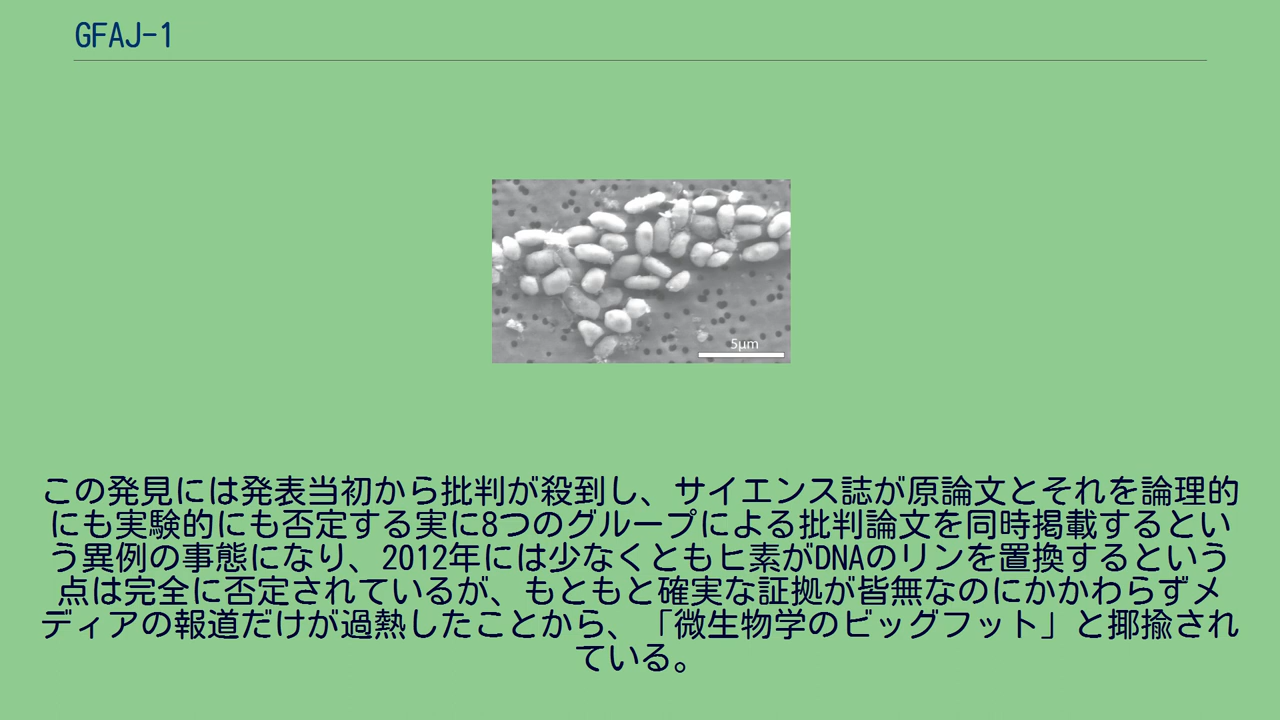 GFAJ-1
5μm
この発見には発表当初から批判が殺到し、サイエンス誌が原論文とそれを論理的
にも実験的にも否定する実に8つのグループによる批判論文を同時掲載するとい
う異例の事態になり、2012年には少なくともヒ素がDNAのリンを置換するという
点は完全に否定されているが、もともと確実な証拠が皆無なのにかかわらずメ
ディアの報道だけが過熱したことから、「微生物学のビッグフット」と揶揄され
ている。